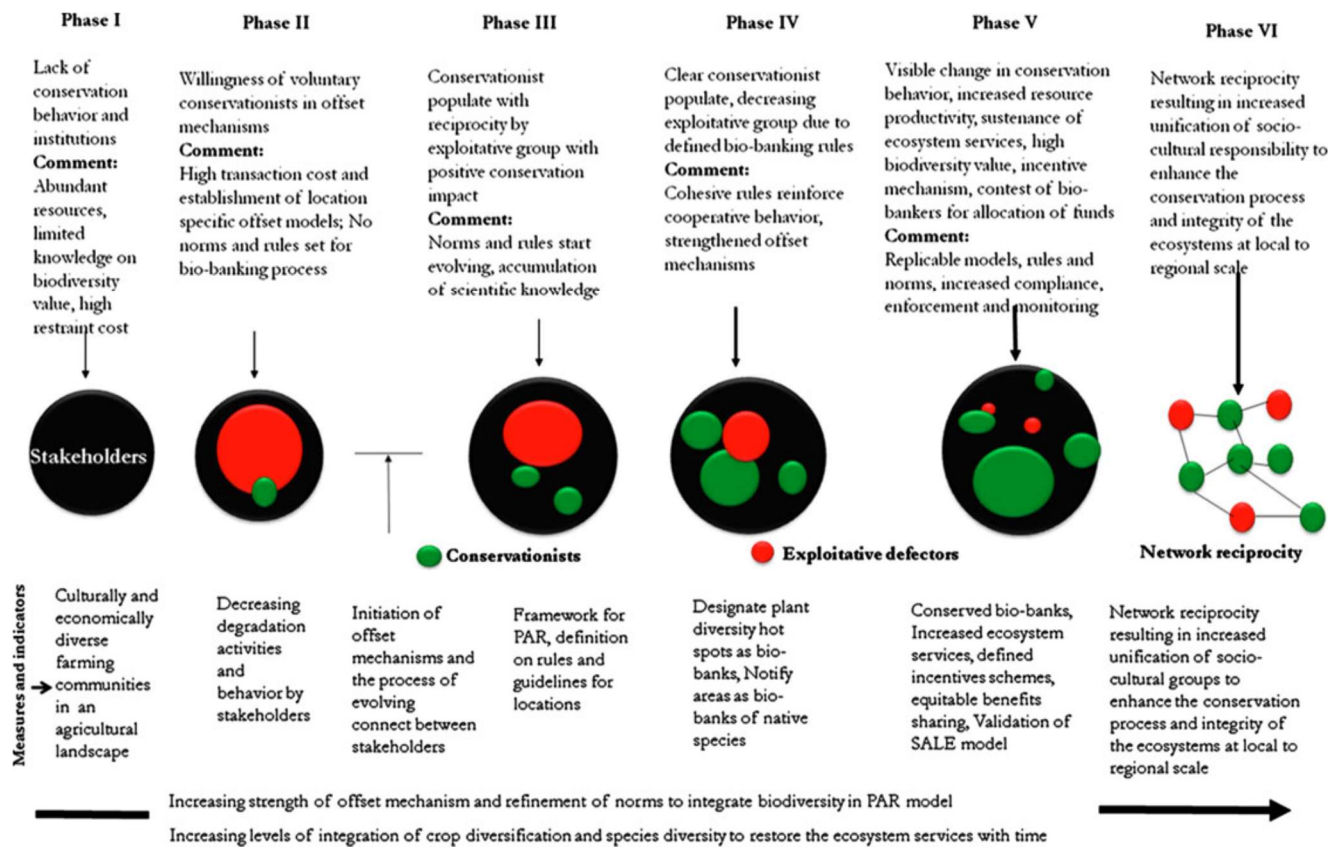 Phase I
Lack of
conservation
behavior and
institutions
Comment:
Abundant
resources,
limited
knowledge on
biodiversity
value, high
restraint cost
Phase II
Willingness of voluntary
conservationists in offset
mechanisms
Comment:
High transaction cost and
establishment of location
specific offset models; No
norms and rules set for
bio-banking process
Phase III
Conservationist
populate with
reciprocity by
exploitative group with
positive conservation
impact
Comment:
Norms and rules start
evolving, accumulation
of scientific knowledge
Phase IV
Clear conservationist
populate, decreasing
exploitative group due to
defined bio-banking rules
Comment:
Cohesive rules reinforce
cooperative behavior,
strengthened offset
mechanisms
Phase V
Visible change in conservation
behavior, increased resource
productivity, sustenance of
ecosystem services, high
biodiversity value, incentive
mechanism, contest of bio-
bankers for allocation of funds
Comment:
Replicable models, rules and
norms, increased compliance,
enforcement and monitoring
Phase VI
Network reciprocity
resulting in increased
unification of socio-
cultural responsibility to
enhance the
conservation process
and integrity of the
ecosystems at local to
regional scale
Stakeholders
Conservationists
Exploitative defectors
Network reciprocity
Measures and indicators
Culturally and
economically
diverse
farming
communities
in an
agricultural
landscape
Decreasing
degradation
activities
and
behavior by
stakeholders
Initiation of
offset
mechanisms and
the process of
evolving
connect between
stakeholders
Framework for
PAR, definition
on rules and
guidelines for
locations
Designate plant
diversity hot
spots as bio-
banks, Notify
areas as bio-
banks of native
species
Conserved bio-banks,
Increased ecosystem
services, defined
incentives schemes,
equitable benefits
sharing, Validation of
SALE model
Network reciprocity
resulting in increased
unification of socio-
cultural groups to
enhance the conservation
process and integrity of
the ecosystems at local to
regional scale
Increasing strength of offset mechanism and refinement of norms to integrate biodiversity in PAR model
Increasing levels of integration of crop diversification and species diversity to restore the ecosystem services with time